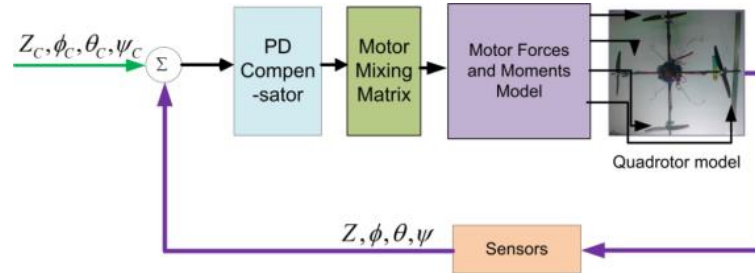 Z_C, ϕ_C, θ_C, ψ_C
Σ
PD
Compen
-sator
Motor
Mixing
Matrix
Motor Forces
and Moments
Model
Quadrotor model
Z, ϕ, θ, ψ
Sensors